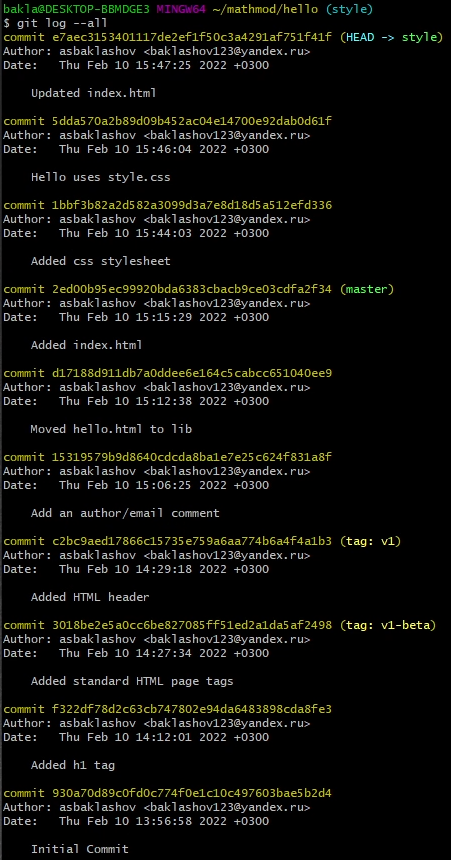 bakla@DESKTOP-BBMDGE3 MINGW64 ~/mathmod/hello (style)
$ git log --all
commit e7aec3153401117de2ef1f50c3a4291af751f41f (HEAD -> style)
Author: asbaklashov <baklashov123@yandex.ru>
Date:   Thu Feb 10 15:47:25 2022 +0300
Updated index.html
commit 5dda570a2b89d09b452ac04e14700e92dab0d61f
Author: asbaklashov <baklashov123@yandex.ru>
Date:   Thu Feb 10 15:46:04 2022 +0300
Hello uses style.css
commit 1bbf3b82a2d582a3099d3a7e8d18d5a512efd336
Author: asbaklashov <baklashov123@yandex.ru>
Date:   Thu Feb 10 15:44:03 2022 +0300
Added css stylesheet
commit 2ed00b95ec99920bda6383cbacb9ce03cdfa2f34 (master)
Author: asbaklashov <baklashov123@yandex.ru>
Date:   Thu Feb 10 15:15:29 2022 +0300
Added index.html
commit d17188d911db7a0ddee6e164c5cabcc651040ee9
Author: asbaklashov <baklashov123@yandex.ru>
Date:   Thu Feb 10 15:12:38 2022 +0300
Moved hello.html to lib
commit 15319579b9d8640cdcda8ba1e7e25c624f831a8f
Author: asbaklashov <baklashov123@yandex.ru>
Date:   Thu Feb 10 15:06:25 2022 +0300
Add an author/email comment
commit c2bc9aed17866c15735e759a6aa774b6a4f4a1b3 (tag: v1)
Author: asbaklashov <baklashov123@yandex.ru>
Date:   Thu Feb 10 14:29:18 2022 +0300
Added HTML header
commit 3018be2e5a0cc6be827085ff51ed2a1da5af2498 (tag: v1-beta)
Author: asbaklashov <baklashov123@yandex.ru>
Date:   Thu Feb 10 14:27:34 2022 +0300
Added standard HTML page tags
commit f322df78d2c63cb747802e94da6483898cda8fe3
Author: asbaklashov <baklashov123@yandex.ru>
Date:   Thu Feb 10 14:12:01 2022 +0300
Added h1 tag
commit 930a70d89c0fd0c774f0e1c10c497603bae5b2d4
Author: asbaklashov <baklashov123@yandex.ru>
Date:   Thu Feb 10 13:56:58 2022 +0300
Initial Commit